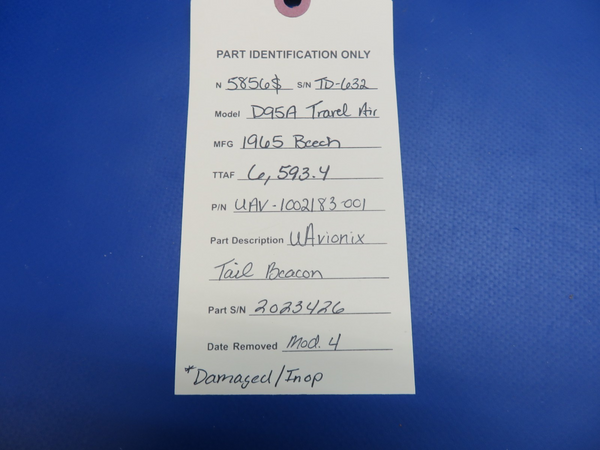 PART IDENTIFICATION ONLY
N 5856$ S/N TD-632
Model D95A Travel Air
MFG 1965 Beech
TTAF 6,593.4
P/N UAV-1002183-001
Part Description UAvionix
Tail Beacon
Part S/N 2023426
Date Removed Mod. 4
*Damaged/Inop